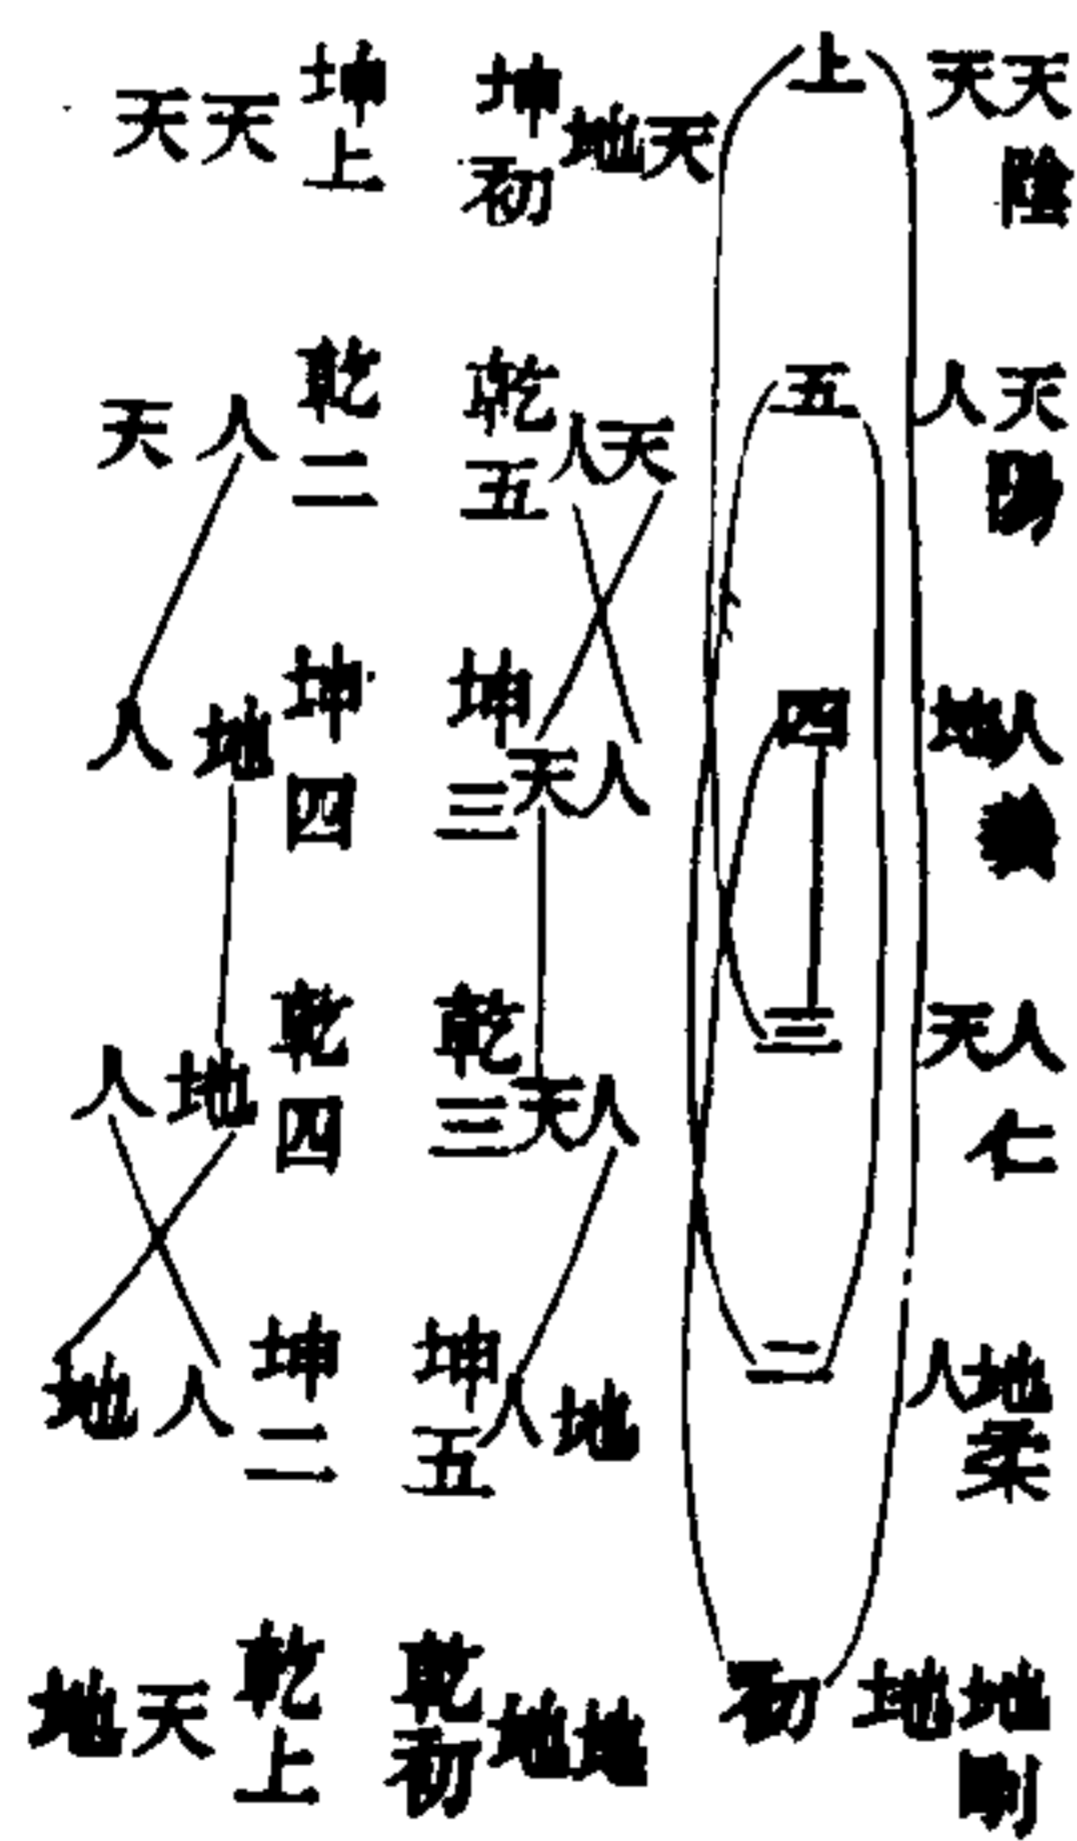 天天陰
上
地天
坤初
坤上
天天
人天陽
五
人天
乾五
乾二
天人
地人
四
天人
坤三
坤四
人地
天人仁
三
天人
乾三
乾四
人地
人地柔
二
人地
坤五
坤二
地人
地地剛
初
地地
乾初
乾上
地天